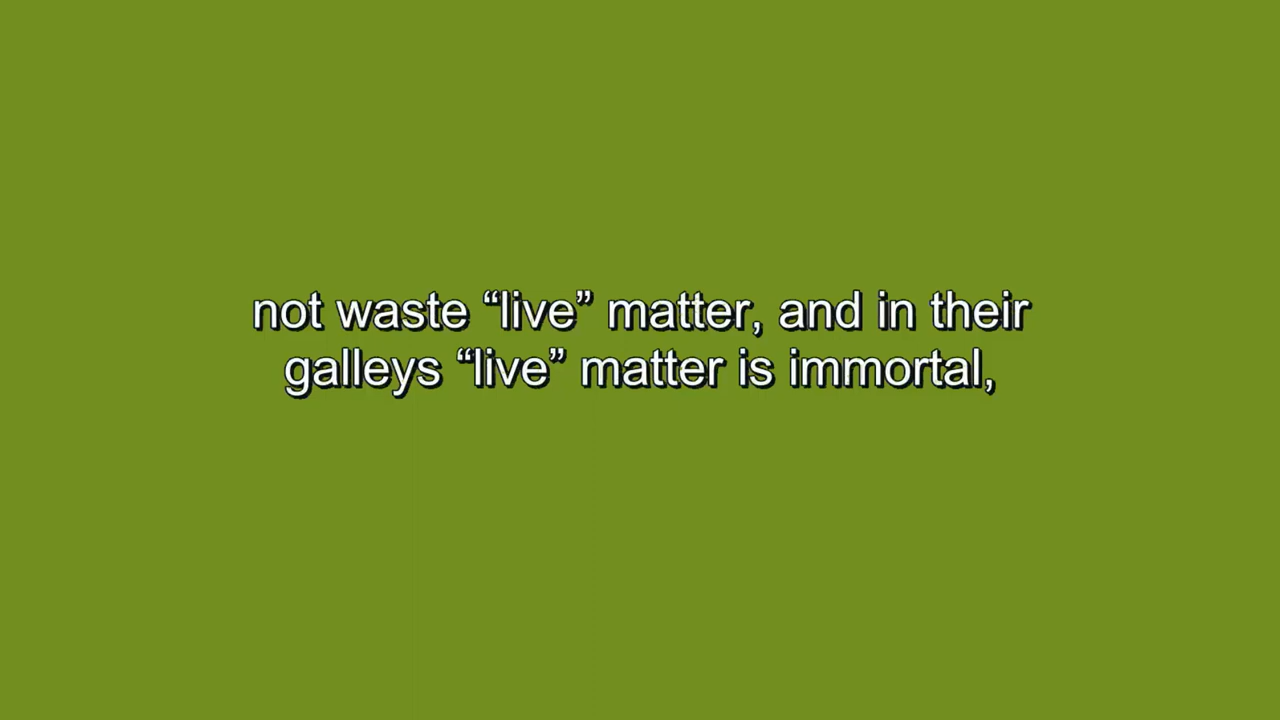 not waste “live” matter, and in their
galleys “live” matter is immortal,